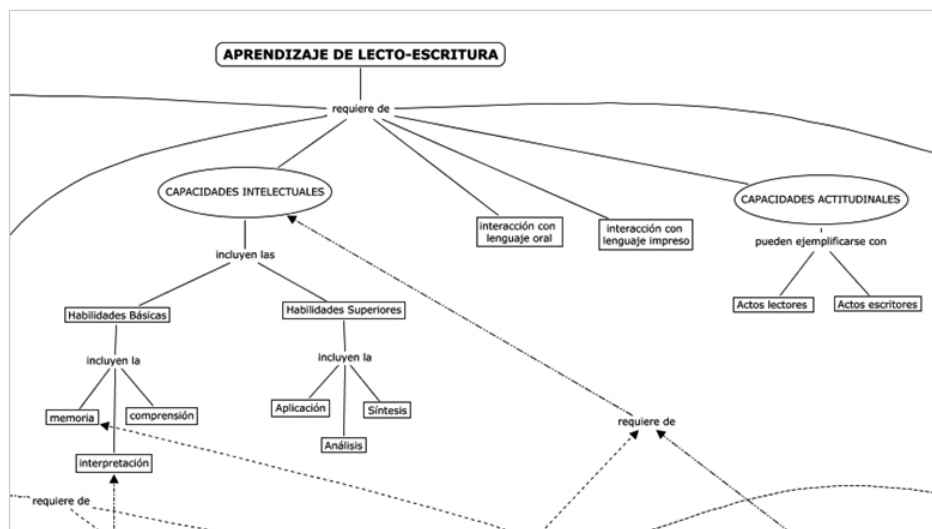 APRENDIZAJE DE LECTO-ESCRITURA
requiere de
CAPACIDADES INTELECTUALES
CAPACIDADES ACTITUDINALES
interacción con
lenguaje oral
interacción con
lenguaje impreso
pueden ejemplificarse con
incluyen las
Actos lectores
Actos escritores
Habilidades Básicas
Habilidades Superiores
incluyen la
incluyen la
memoria
comprensión
interpretación
Aplicación
Síntesis
Análisis
requiere de
requiere de